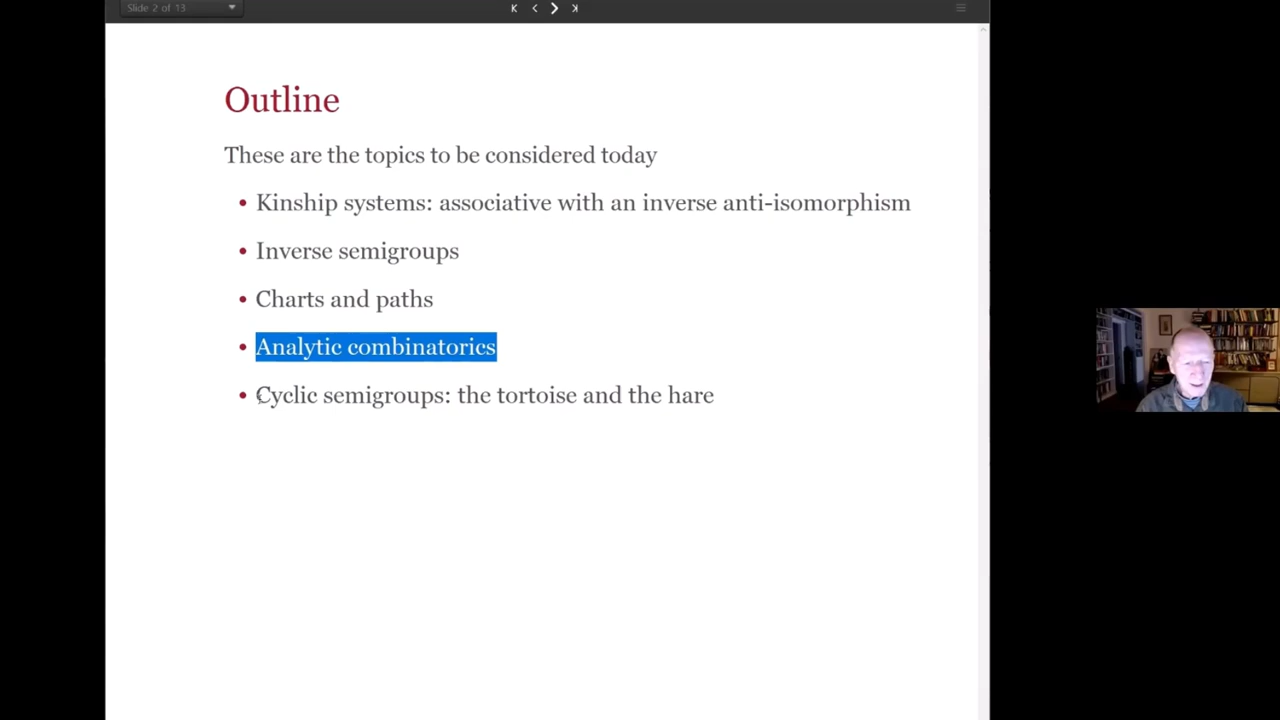 Slide 2 of 13
Outline
These are the topics to be considered today
• Kinship systems: associative with an inverse anti-isomorphism
• Inverse semigroups
• Charts and paths
• Analytic combinatorics
• Cyclic semigroups: the tortoise and the hare